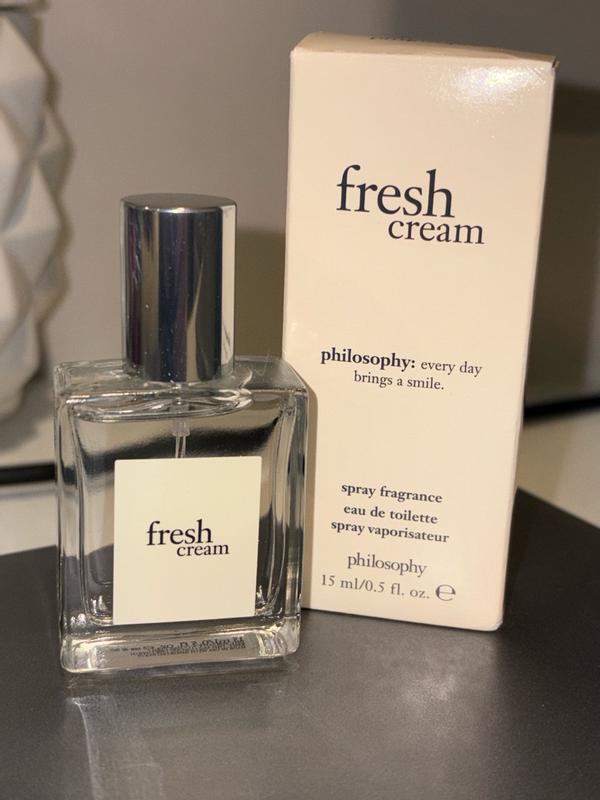 fresh
cream
philosophy: every day
brings a smile.
spray fragrance
eau de toilette
spray vaporisateur
philosophy
15 ml/0.5 fl. oz. ℮
fresh
cream